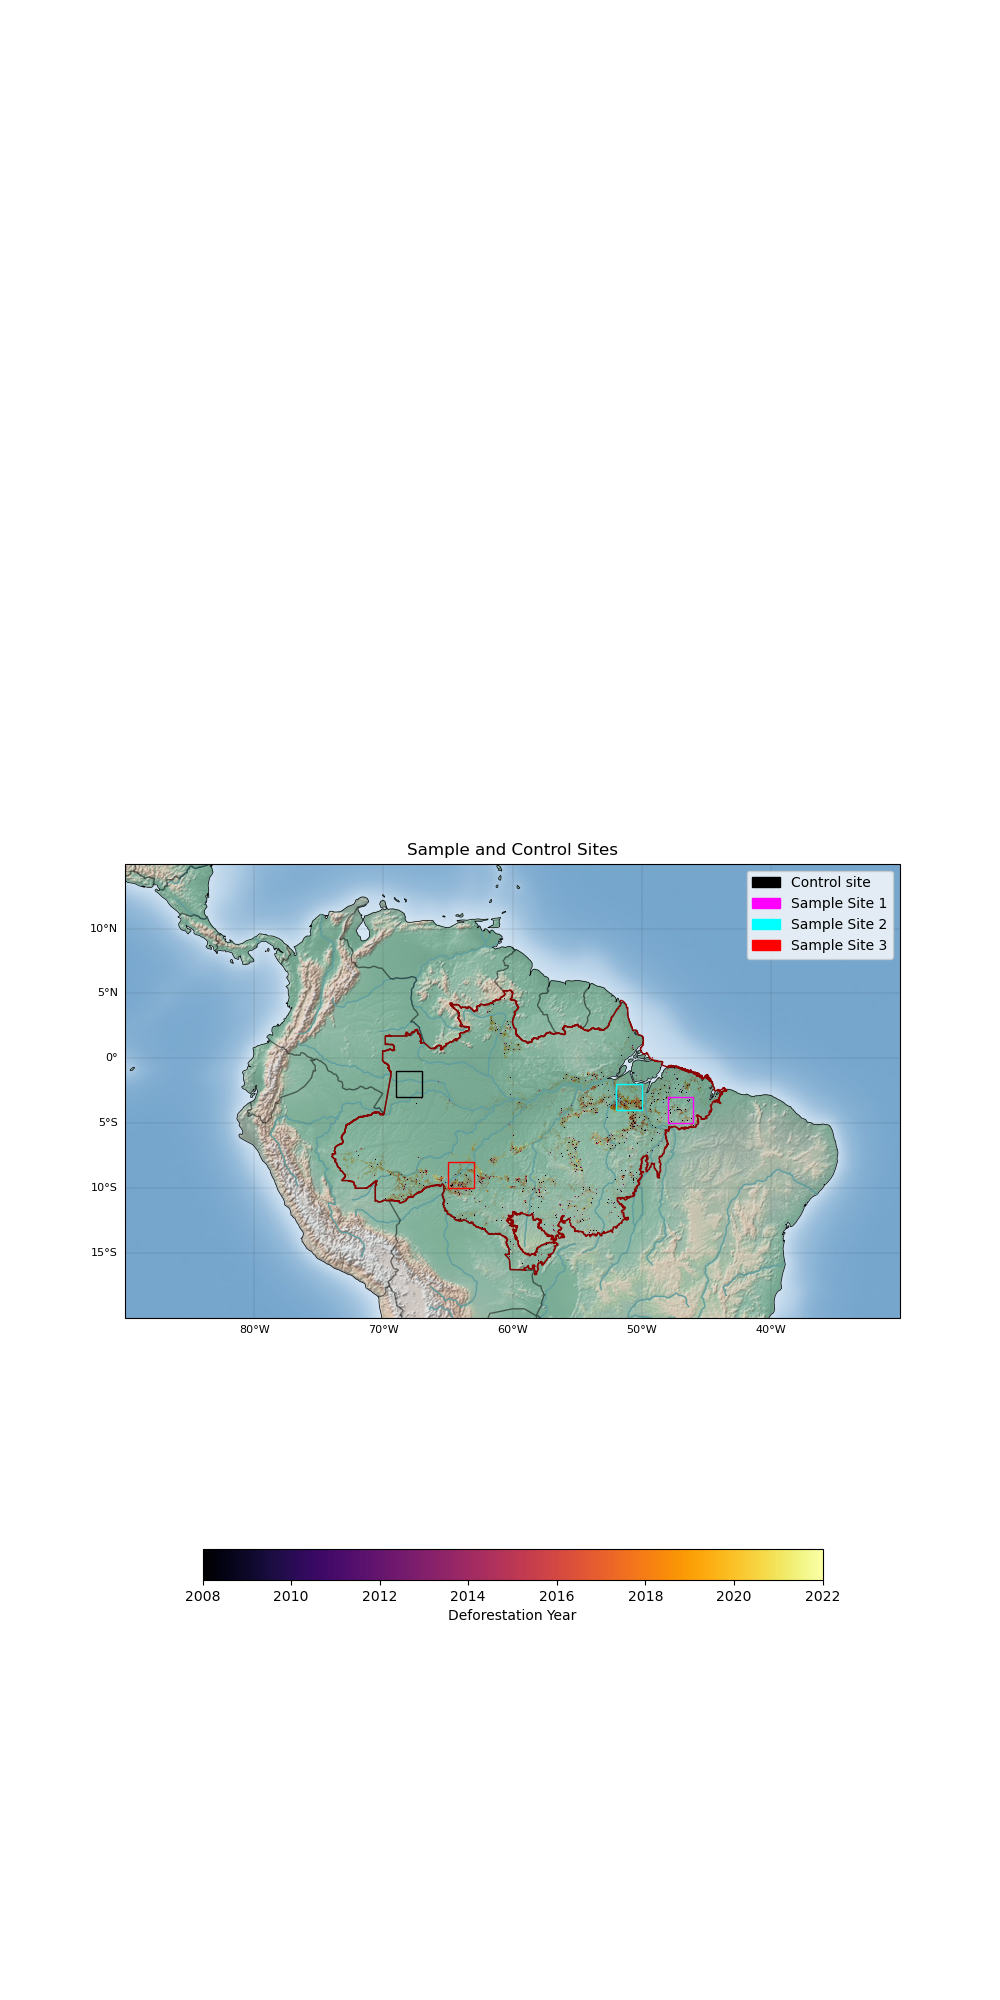 Sample and Control Sites
Control site
Sample Site 1
Sample Site 2
Sample Site 3
10°N
5°N
0°
5°S
10°S
15°S
80°W 70°W 60°W 50°W 40°W
2008 2010 2012 2014 2016 2018 2020 2022
Deforestation Year